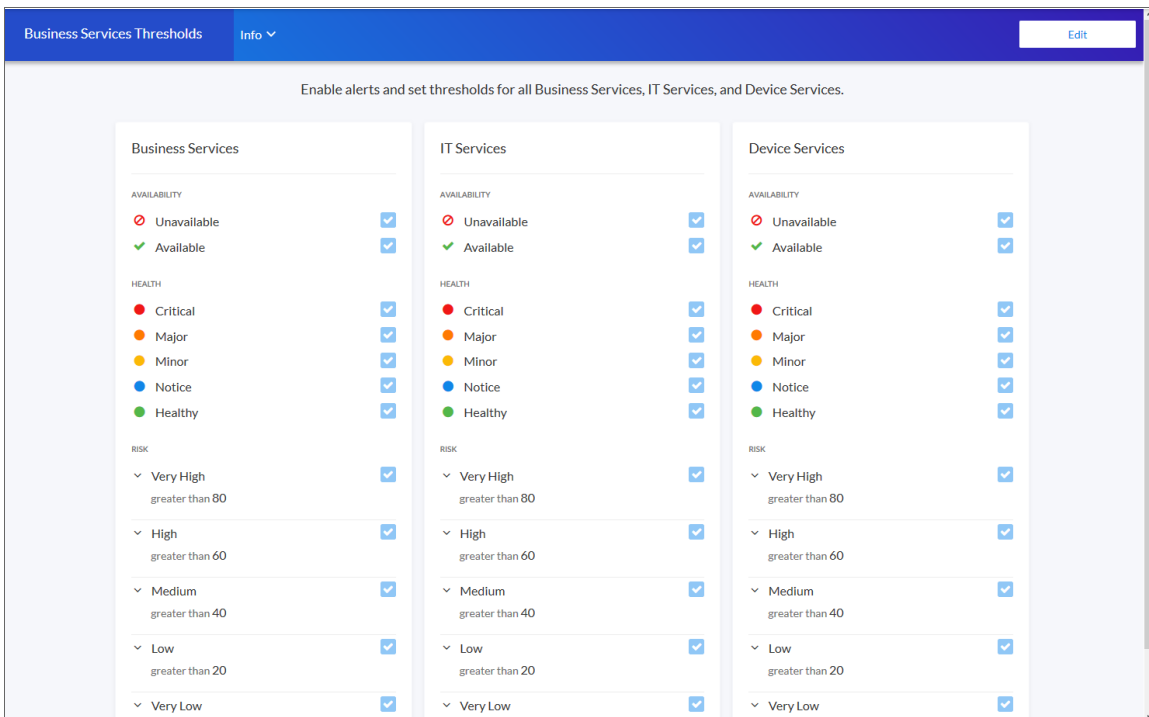 Business Services Thresholds
Info
Edit
Enable alerts and set thresholds for all Business Services, IT Services, and Device Services.
Business Services
AVAILABILITY
Unavailable
Available
HEALTH
Critical
Major
Minor
Notice
Healthy
RISK
Very High
greater than 80
High
greater than 60
Medium
greater than 40
Low
greater than 20
Very Low
IT Services
AVAILABILITY
Unavailable
Available
HEALTH
Critical
Major
Minor
Notice
Healthy
RISK
Very High
greater than 80
High
greater than 60
Medium
greater than 40
Low
greater than 20
Very Low
Device Services
AVAILABILITY
Unavailable
Available
HEALTH
Critical
Major
Minor
Notice
Healthy
RISK
Very High
greater than 80
High
greater than 60
Medium
greater than 40
Low
greater than 20
Very Low